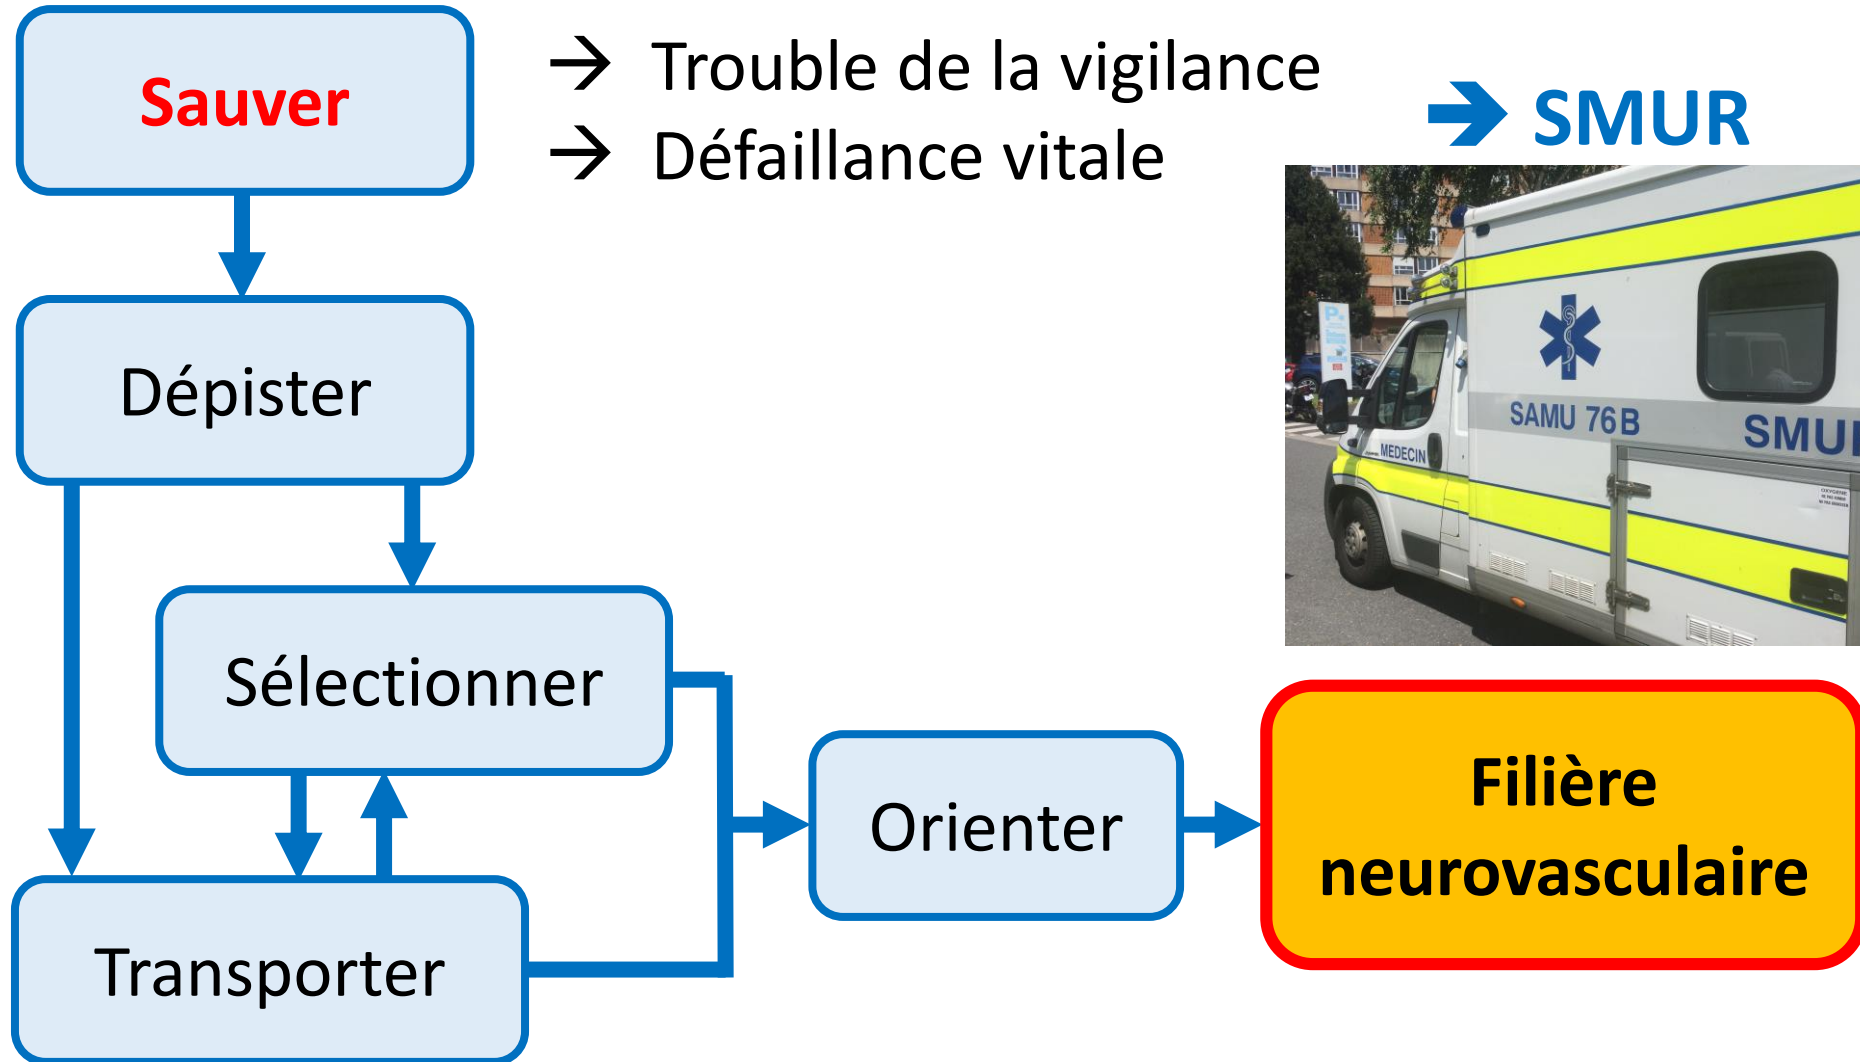 Sauver
→ Trouble de la vigilance
→ Défaillance vitale
→ SMUR
Dépister
Sélectionner
Transporter
Orienter
Filière
neurovasculaire
SAMU 76B
SMU
MEDECIN
P